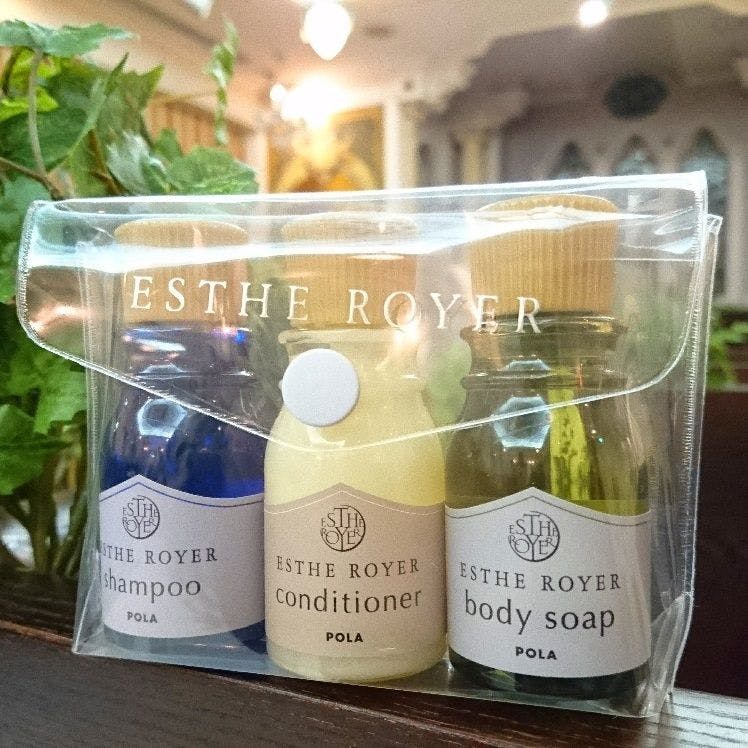 ESTHE ROYER
ESTHE
ROYER
ESTHE ROYER
shampoo
POLA
ESTHE
ROYER
ESTHE ROYER
conditioner
POLA
ESTHE
ROYER
ESTHE ROYER
body soap
POLA